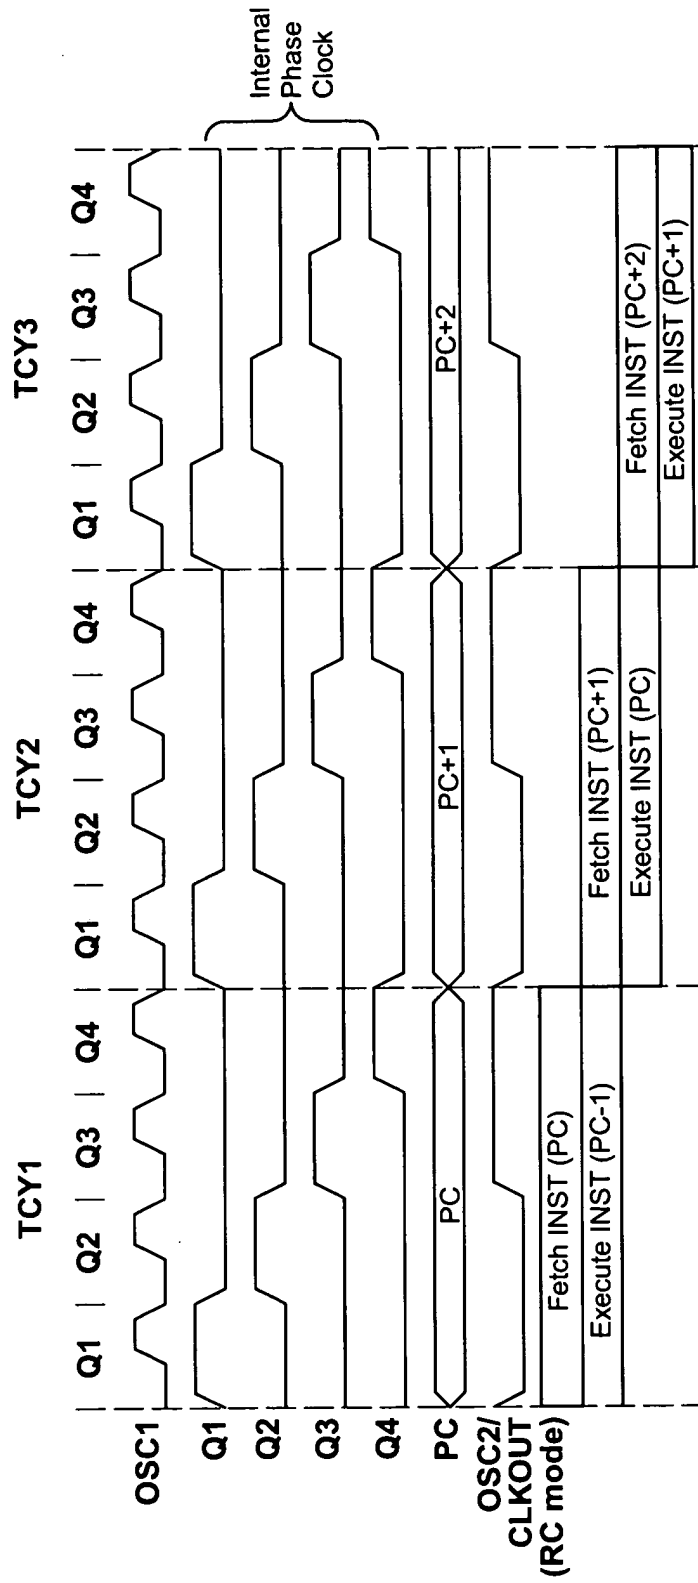 TCY1
TCY2
TCY3
Q1 | Q2 | Q3 | Q4
Q1 | Q2 | Q3 | Q4
Q1 | Q2 | Q3 | Q4
OSC1
Q1
Q2
Q3
Q4
Internal
Phase
Clock
PC
PC
PC+1
PC+2
OSC2/
CLKOUT
(RC mode)
Fetch INST (PC)
Execute INST (PC-1)
Fetch INST (PC+1)
Execute INST (PC)
Fetch INST (PC+2)
Execute INST (PC+1)